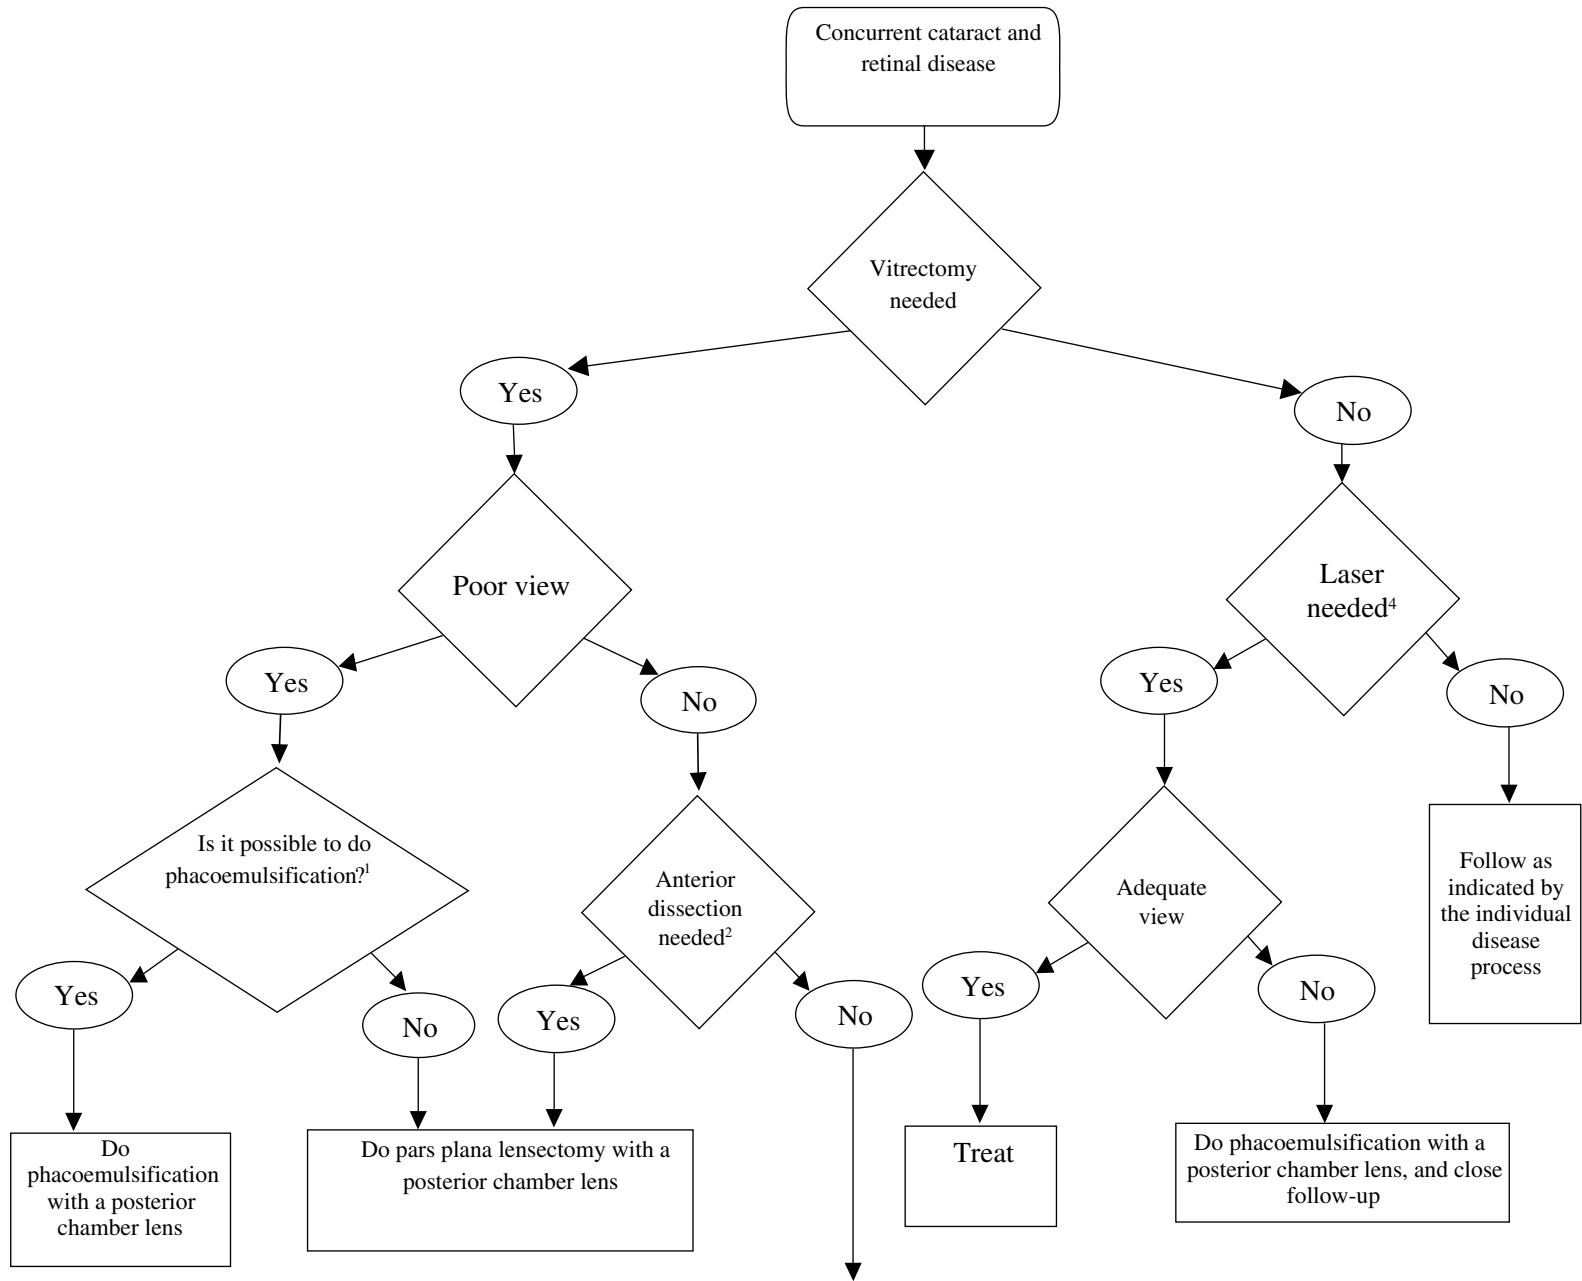 Concurrent cataract and
retinal disease
Vitrectomy
needed
Yes
No
Poor view
Laser
needed⁴
Yes
No
Yes
No
Is it possible to do
phacoemulsification?¹
Anterior
dissection
needed²
Adequate
view
Follow as
indicated by
the individual
disease
process
Yes
No
Yes
No
Yes
No
Do
phacoemulsification
with a posterior
chamber lens
Do pars plana lensectomy with a
posterior chamber lens
Treat
Do phacoemulsification with a
posterior chamber lens, and close
follow-up